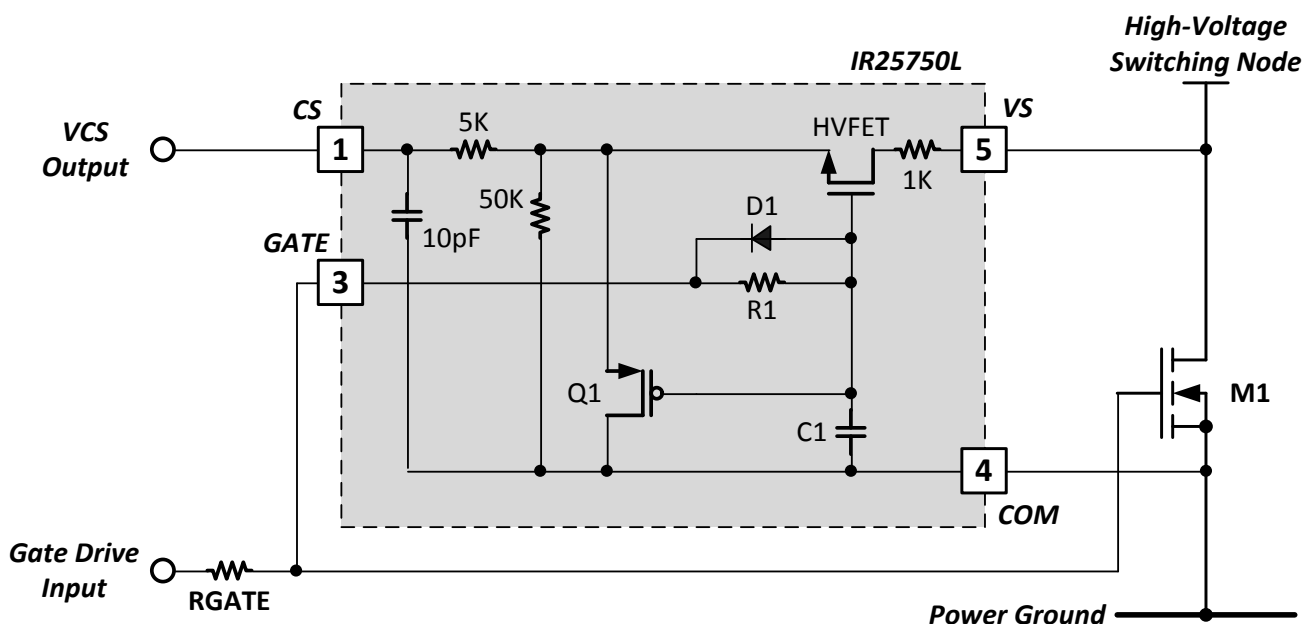 High-Voltage
Switching Node
IR25750L
CS
VS
VCS
Output
1
5K
HVFET
1K
5
50K
10pF
D1
GATE
3
R1
Q1
M1
C1
4
COM
Gate Drive
Input
RGATE
Power Ground